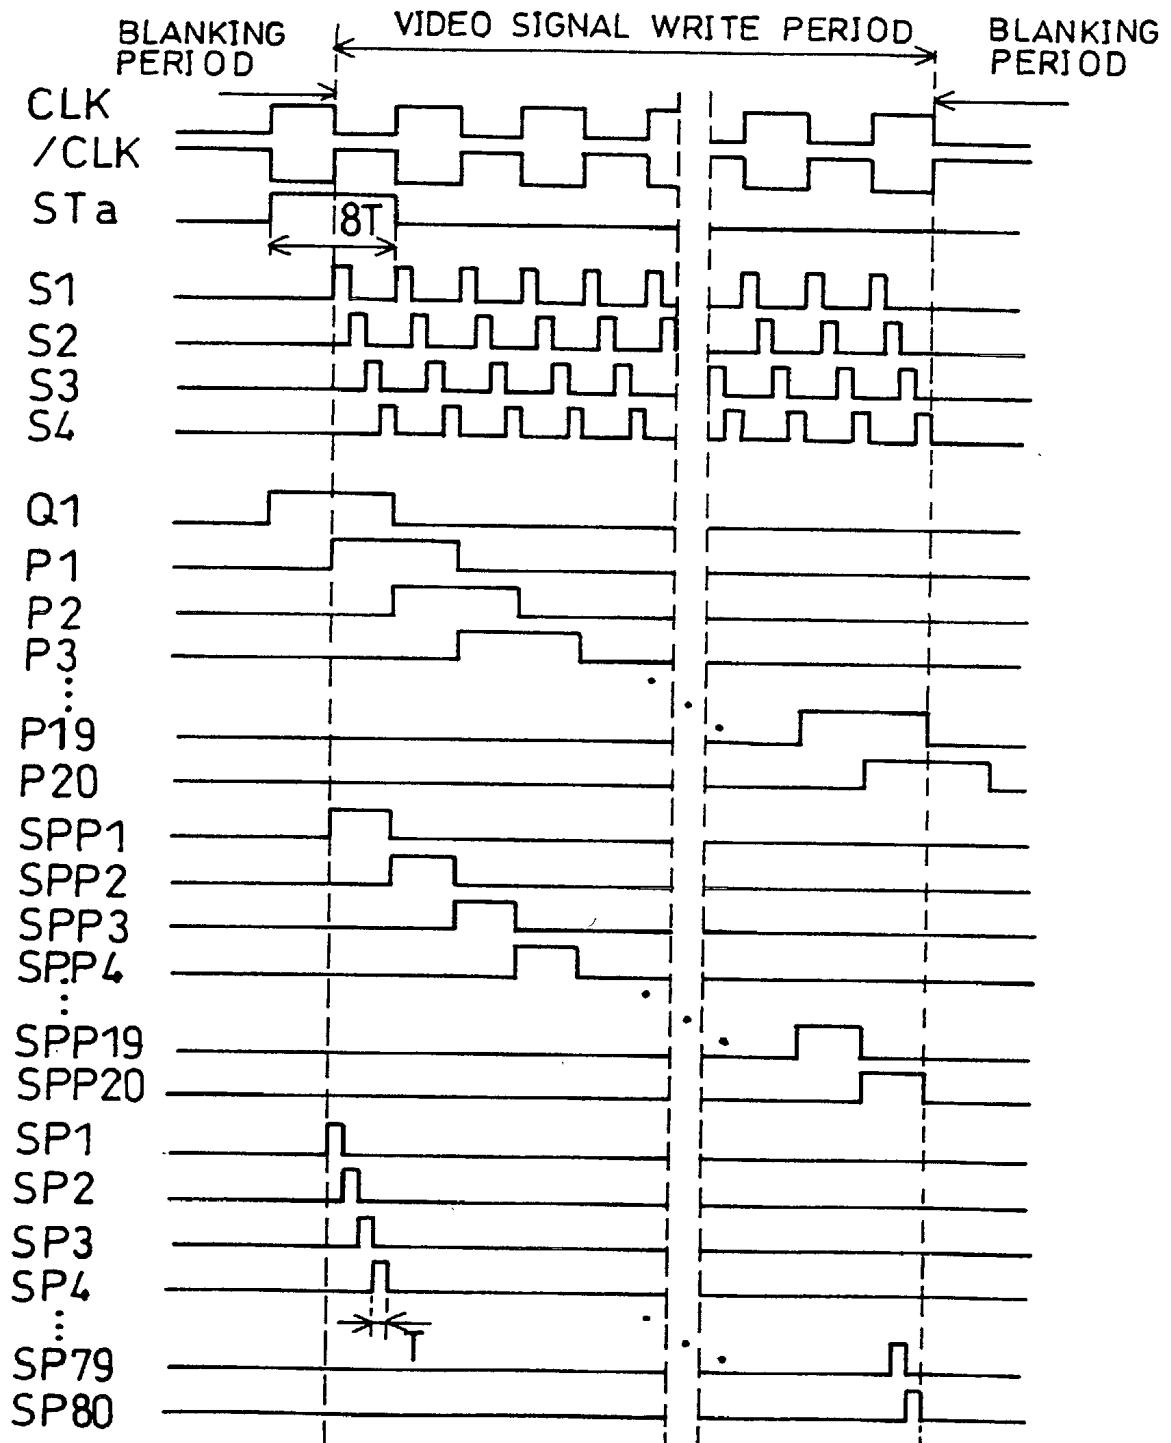 BLANKING PERIOD
VIDEO SIGNAL WRITE PERIOD
BLANKING PERIOD
CLK
/CLK
STa
8T
S1
S2
S3
S4
Q1
P1
P2
P3
P19
P20
SPP1
SPP2
SPP3
SPP4
SPP19
SPP20
SP1
SP2
SP3
SP4
T
SP79
SP80